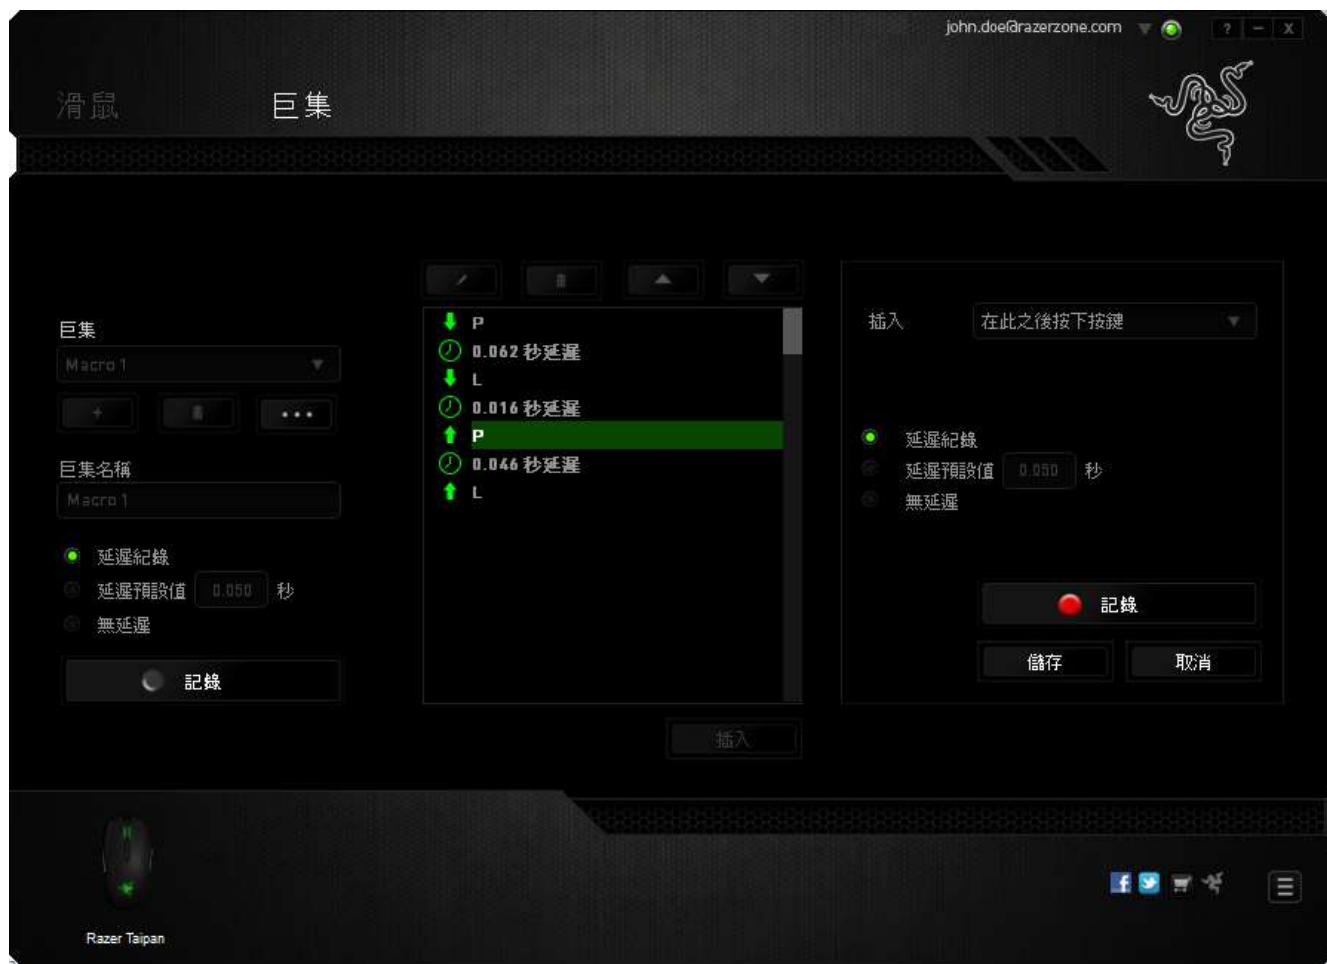 john.doe@razerzone.com
? − X
滑鼠
巨集
巨集
Macro 1
巨集名稱
Macro 1
延遲紀錄
延遲預設值 0.050 秒
無延遲
記錄
P
0.062 秒延遲
L
0.016 秒延遲
P
0.046 秒延遲
L
插入
插入 在此之後按下按鍵
延遲紀錄
延遲預設值 0.050 秒
無延遲
記錄
儲存 取消
Razer Taipan